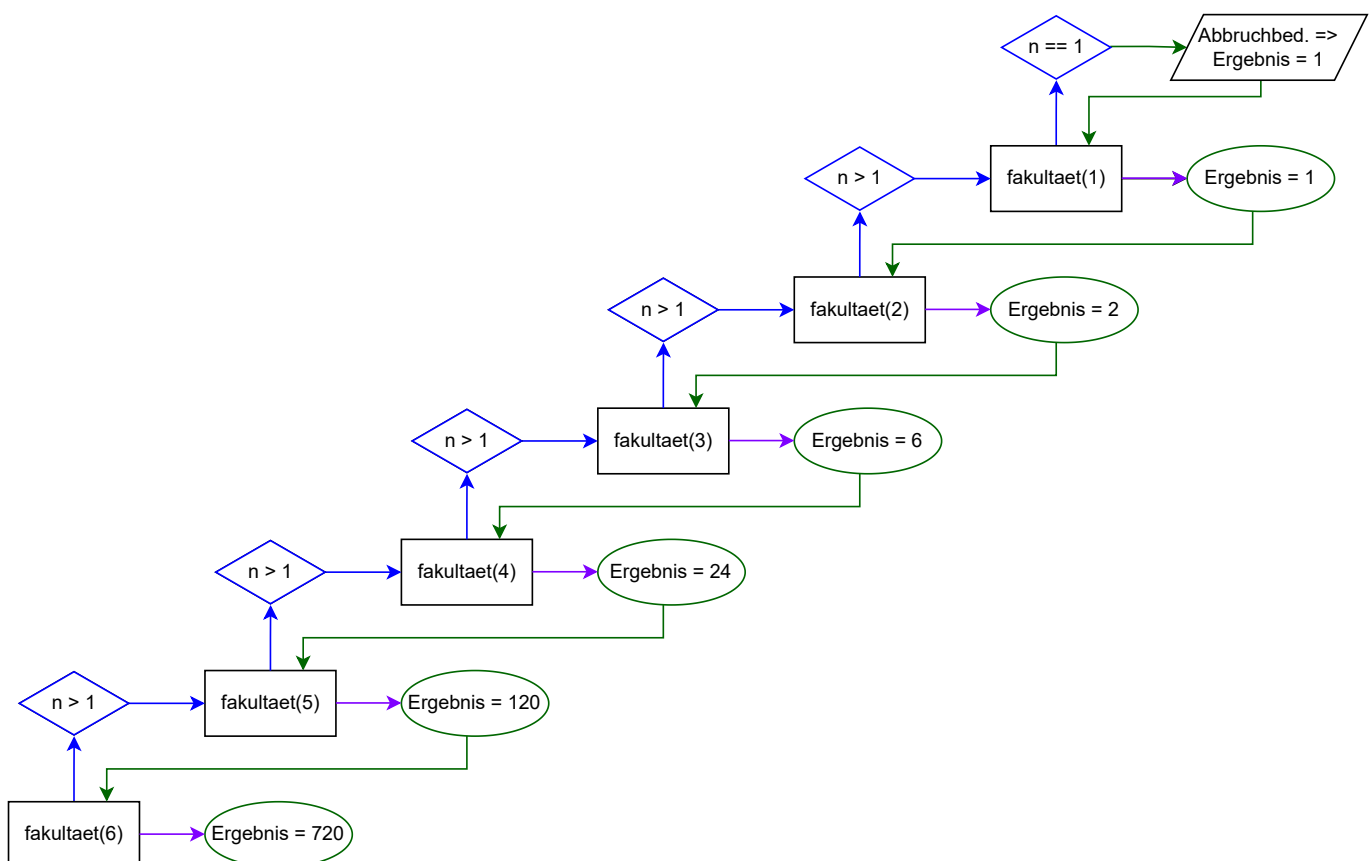 n == 1
Abbruchbed. =>
Ergebnis = 1
n > 1
fakultaet(1)
Ergebnis = 1
n > 1
fakultaet(2)
Ergebnis = 2
n > 1
fakultaet(3)
Ergebnis = 6
n > 1
fakultaet(4)
Ergebnis = 24
n > 1
fakultaet(5)
Ergebnis = 120
fakultaet(6)
Ergebnis = 720